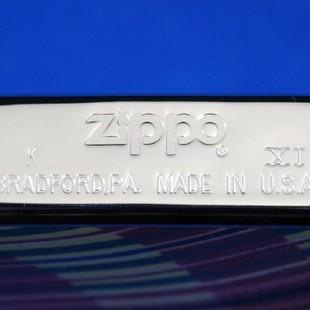 Zippo ®
K XI
BRADFORD,PA. MADE IN U.S.A